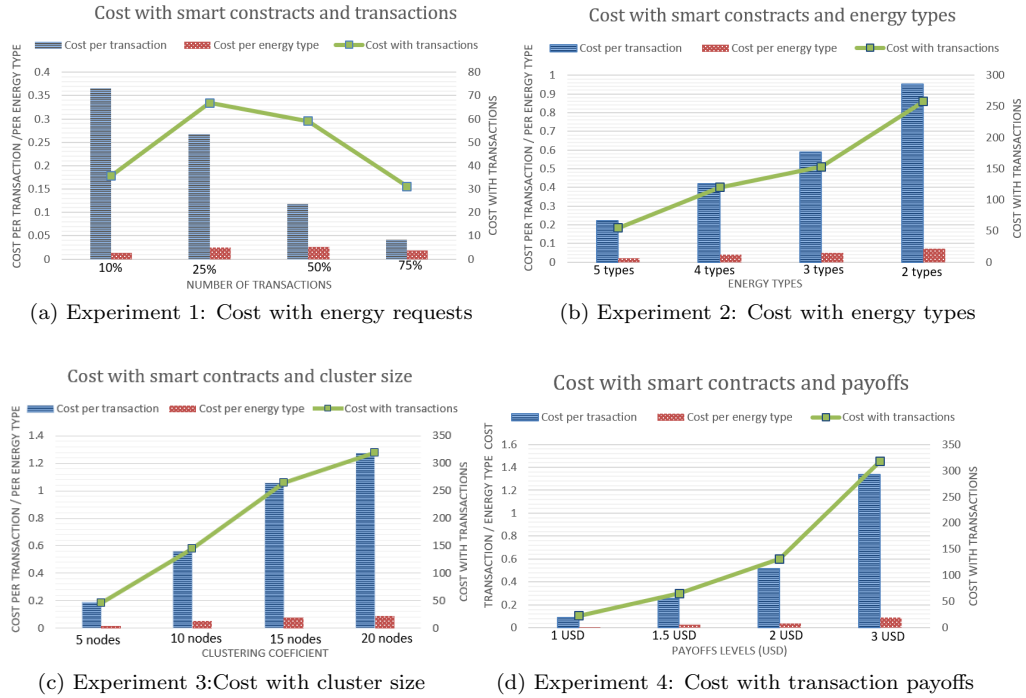 Cost with smart constracts and transactions
Cost per transaction Cost per energy type Cost with transactions
COST PER TRANSACTION /PER ENERGY TYPE
0.4
0.35
0.3
0.25
0.2
0.15
0.1
0.05
0
80
70
60
50
40
30
20
10
0
COST WITH TRANSACTIONS
10% 25% 50% 75%
NUMBER OF TRANSACTIONS
(a) Experiment 1: Cost with energy requests
Cost with smart constracts and energy types
Cost per transaction Cost per energy type Cost with transactions
COST PER TRANSACTION / PER ENERGY TYPE
1
0.9
0.8
0.7
0.6
0.5
0.4
0.3
0.2
0.1
0
300
250
200
150
100
50
0
COST WITH TRANSACTIONS
5 types 4 types 3 types 2 types
ENERGY TYPES
(b) Experiment 2: Cost with energy types
Cost with smart contracts and cluster size
Cost per transaction Cost per energy type Cost with transactions
COST PER TRANSACTION / PER ENERGY TYPE
1.4
1.2
1
0.8
0.6
0.4
0.2
0
350
300
250
200
150
100
50
0
COST WITH TRANSACTIONS
5 nodes 10 nodes 15 nodes 20 nodes
CLUSTERING COEFICIENT
(c) Experiment 3:Cost with cluster size
Cost with smart contracts and payoffs
Cost per trasaction Cost per energy type Cost with transactions
TRANSACTION / ENERGY TYPE COST
1.6
1.4
1.2
1
0.8
0.6
0.4
0.2
0
350
300
250
200
150
100
50
0
COST WITH TRANSACTIONS
1 USD 1.5 USD 2 USD 3 USD
PAYOFFS LEVELS (USD)
(d) Experiment 4: Cost with transaction payoffs